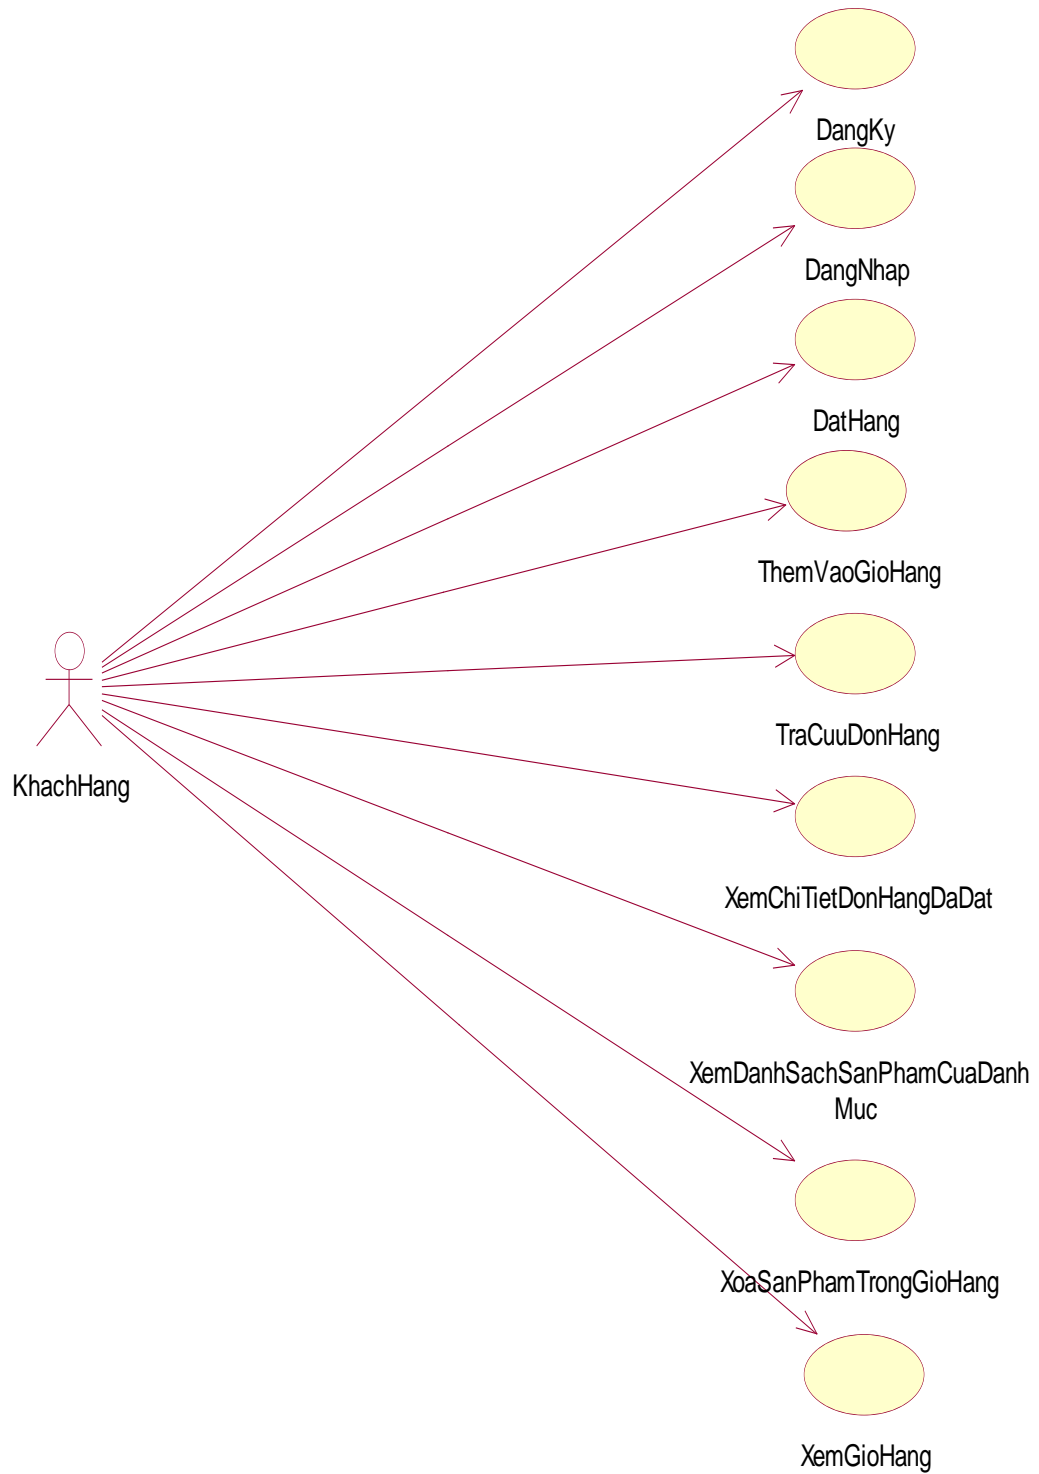 DangKy
DangNhap
DatHang
ThemVaoGioHang
TraCuuDonHang
KhachHang
XemChiTietDonHangDaDat
XemDanhSachSanPhamCuaDanh
Muc
XoaSanPhamTrongGioHang
XemGioHang